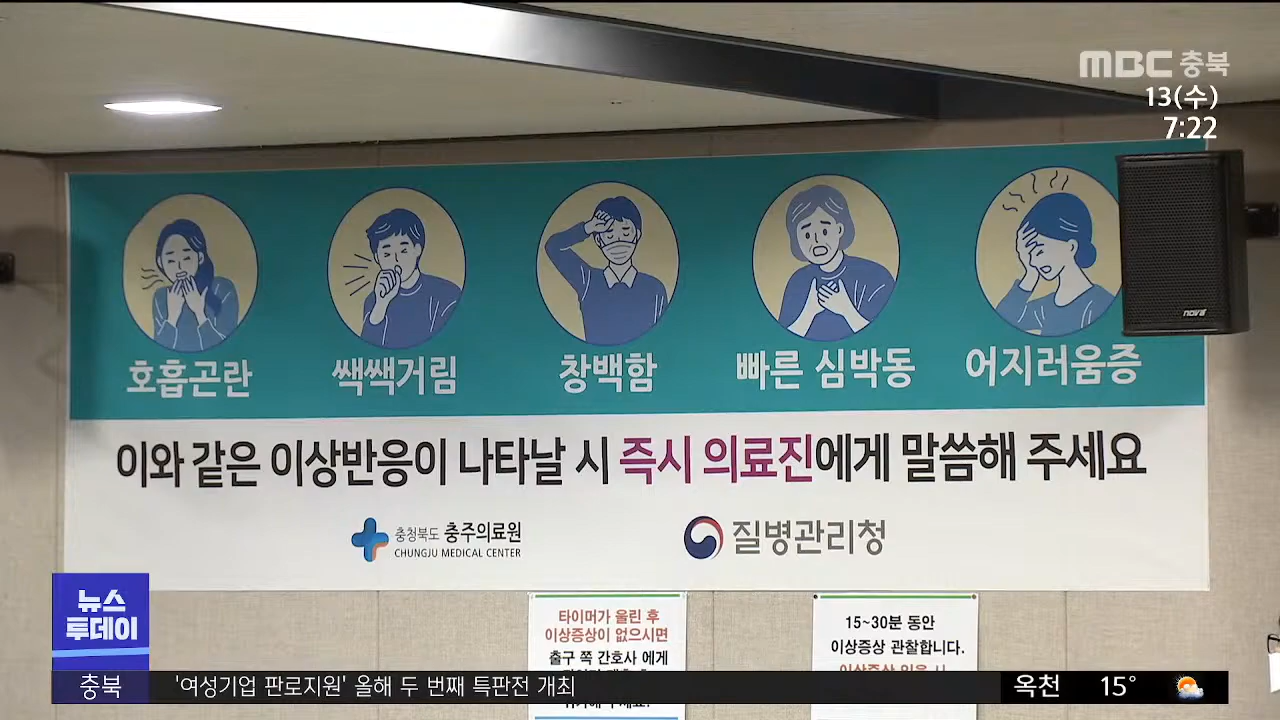 MBC 충북
13(수)
7:22
호흡곤란
쌕쌕거림
창백함
빠른 심박동
어지러움증
nova
이와 같은 이상반응이 나타날 시 즉시 의료진에게 말씀해 주세요
충청북도 충주의료원
CHUNGJU MEDICAL CENTER
질병관리청
타이머가 울린 후
이상증상이 없으시면
출구 쪽 간호사 에게
15~30분 동안
이상증상 관찰합니다.
뉴스
투데이
충북
'여성기업 판로지원' 올해 두 번째 특판전 개최
옥천 15°